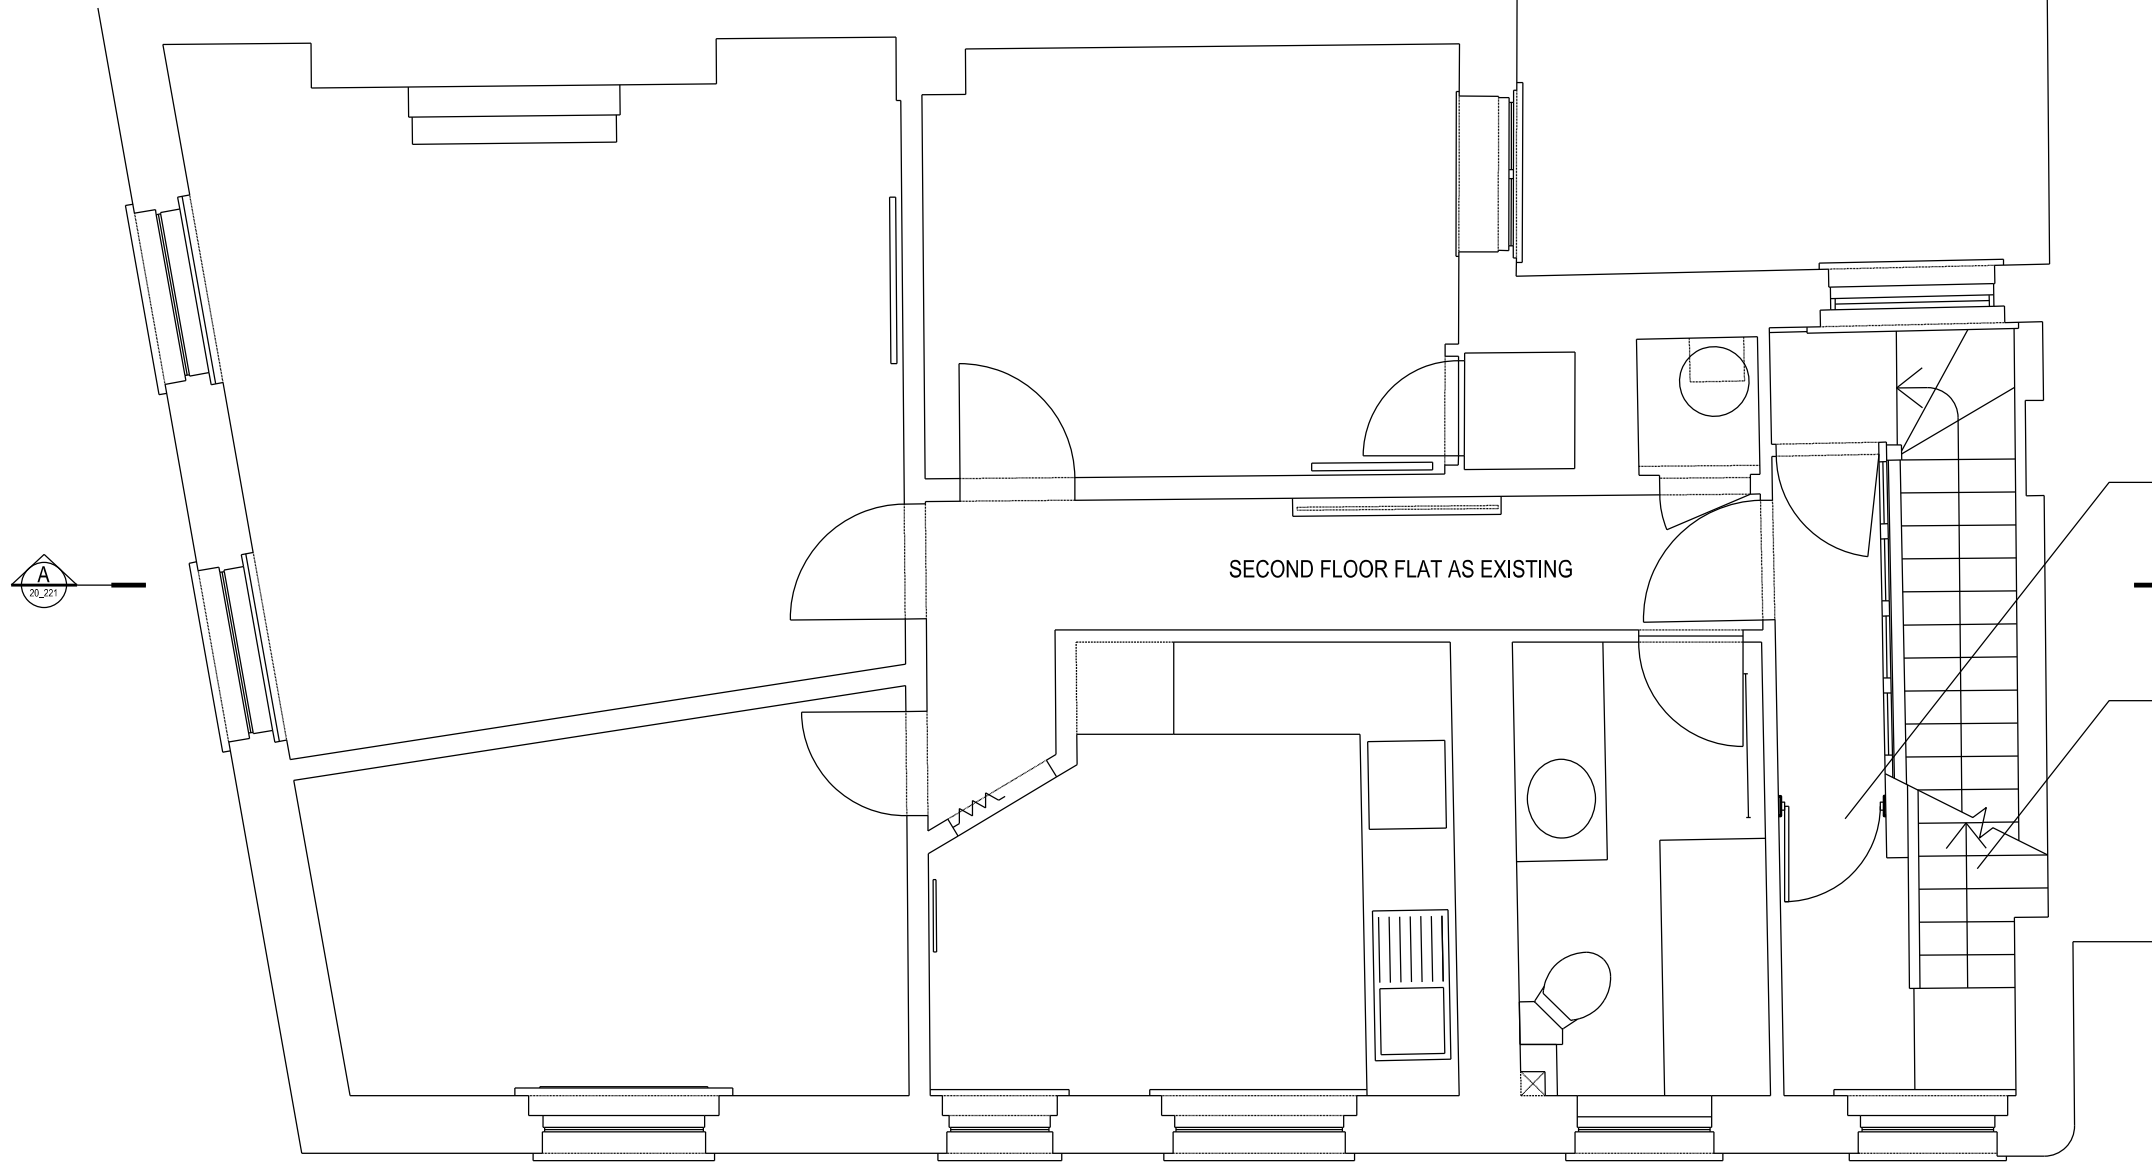 A
20_221
SECOND FLOOR FLAT AS EXISTING